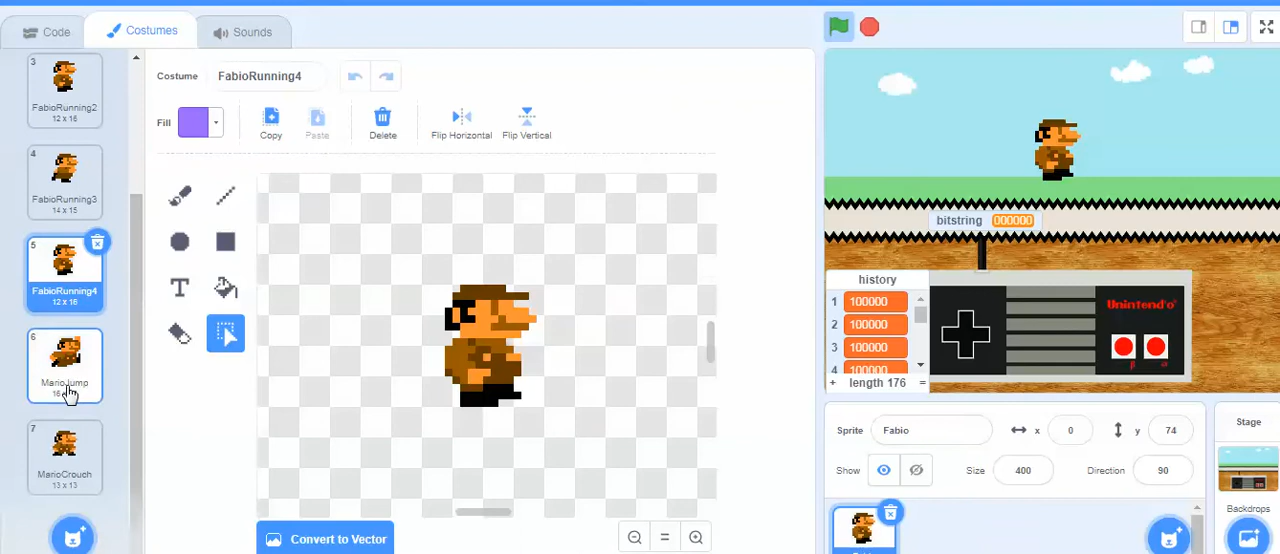 Code
Costumes
Sounds
3
FabioRunning2
12 x 16
4
FabioRunning3
14 x 15
5
FabioRunning4
12 x 16
6
MarioJump
7
MarioCrouch
13 x 13
Costume
FabioRunning4
Fill
Copy
Paste
Delete
Flip Horizontal
Flip Vertical
T
Convert to Vector
bitstring 000000
history
1 100000
2 100000
3 100000
4 100000
+ length 176 =
Unintendo
Sprite
Fabio
x
0
y
74
Show
Size
400
Direction
90
Stage
Backdrops